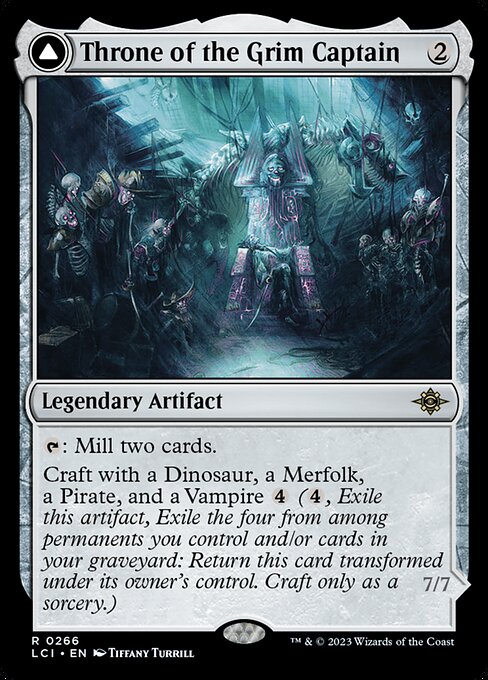 Throne of the Grim Captain 2
Legendary Artifact
: Mill two cards.
Craft with a Dinosaur, a Merfolk,
a Pirate, and a Vampire 4 (4, Exile
this artifact, Exile the four from among
permanents you control and/or cards in
your graveyard: Return this card transformed
under its owner's control. Craft only as a
sorcery.)
7/7
R 0266
LCI • EN Tiffany Turrill
™ & © 2023 Wizards of the Coast